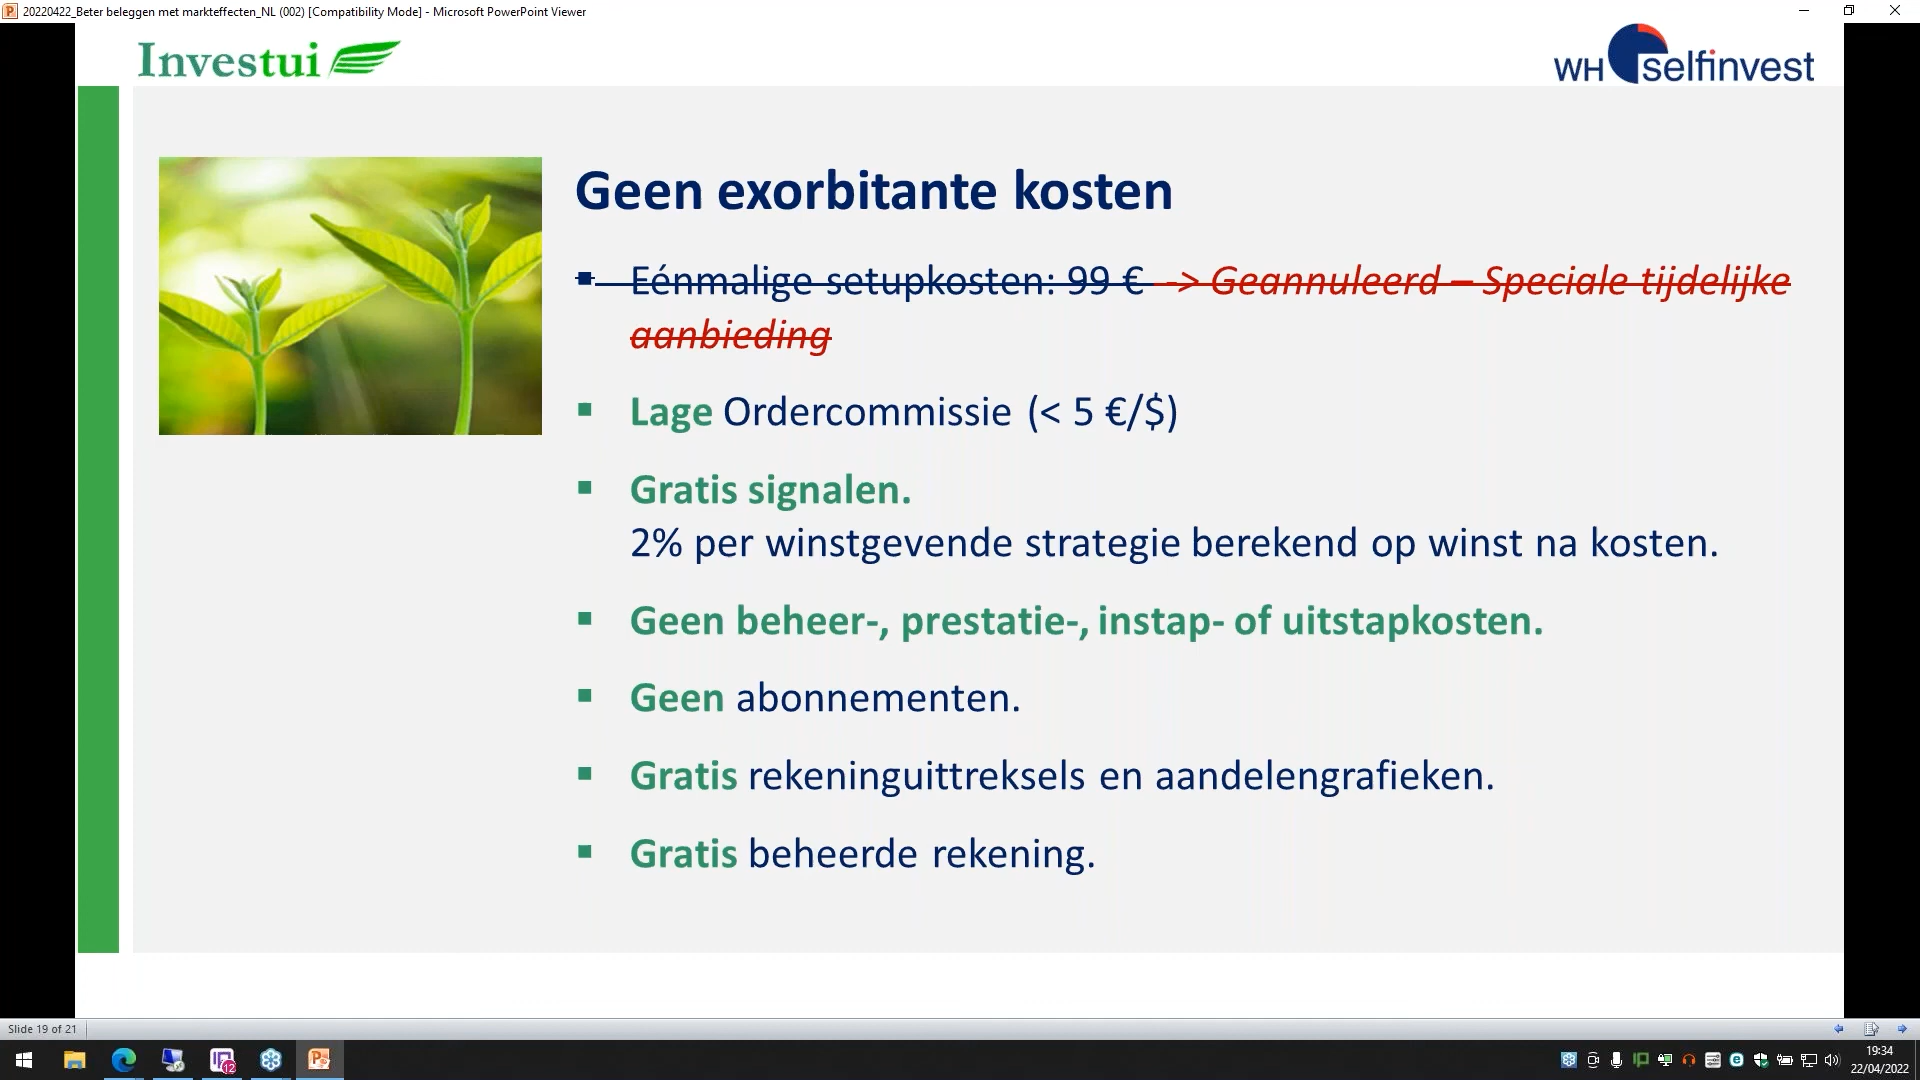 20220422_Beter beleggen met markteffecten_NL (002) [Compatibility Mode] - Microsoft PowerPoint Viewer
Investui
WH selfinvest
Geen exorbitante kosten
Eénmalige setupkosten: 99 € --> Geannuleerd – Speciale tijdelijke
aanbieding
Lage Ordercommissie (< 5 €/$)
Gratis signalen.
2% per winstgevende strategie berekend op winst na kosten.
Geen beheer-, prestatie-, instap- of uitstapkosten.
Geen abonnementen.
Gratis rekeninguittreksels en aandelengrafieken.
Gratis beheerde rekening.
Slide 19 of 21
12
19:34
22/04/2022